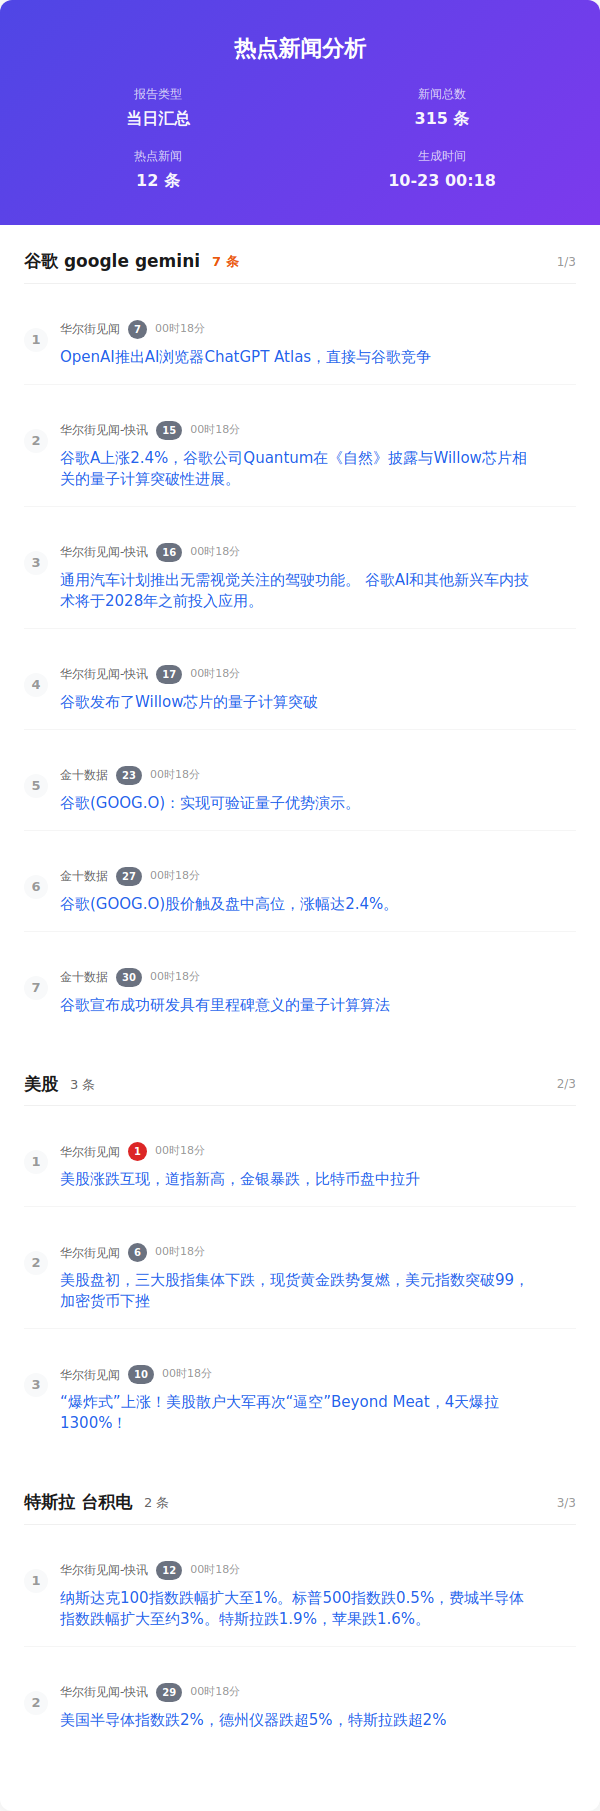 热点新闻分析
报告类型
当日汇总
新闻总数
315 条
热点新闻
12 条
生成时间
10-23 00:18
谷歌 google gemini 7 条 1/3
1
华尔街见闻 7 00时18分
OpenAI推出AI浏览器ChatGPT Atlas，直接与谷歌竞争
2
华尔街见闻-快讯 15 00时18分
谷歌A上涨2.4%，谷歌公司Quantum在《自然》披露与Willow芯片相
关的量子计算突破性进展。
3
华尔街见闻-快讯 16 00时18分
通用汽车计划推出无需视觉关注的驾驶功能。 谷歌AI和其他新兴车内技
术将于2028年之前投入应用。
4
华尔街见闻-快讯 17 00时18分
谷歌发布了Willow芯片的量子计算突破
5
金十数据 23 00时18分
谷歌(GOOG.O)：实现可验证量子优势演示。
6
金十数据 27 00时18分
谷歌(GOOG.O)股价触及盘中高位，涨幅达2.4%。
7
金十数据 30 00时18分
谷歌宣布成功研发具有里程碑意义的量子计算算法
美股 3 条 2/3
1
华尔街见闻 1 00时18分
美股涨跌互现，道指新高，金银暴跌，比特币盘中拉升
2
华尔街见闻 6 00时18分
美股盘初，三大股指集体下跌，现货黄金跌势复燃，美元指数突破99，
加密货币下挫
3
华尔街见闻 10 00时18分
“爆炸式”上涨！美股散户大军再次“逼空”Beyond Meat，4天爆拉
1300%！
特斯拉 台积电 2 条 3/3
1
华尔街见闻-快讯 12 00时18分
纳斯达克100指数跌幅扩大至1%。标普500指数跌0.5%，费城半导体
指数跌幅扩大至约3%。特斯拉跌1.9%，苹果跌1.6%。
2
华尔街见闻-快讯 29 00时18分
美国半导体指数跌2%，德州仪器跌超5%，特斯拉跌超2%